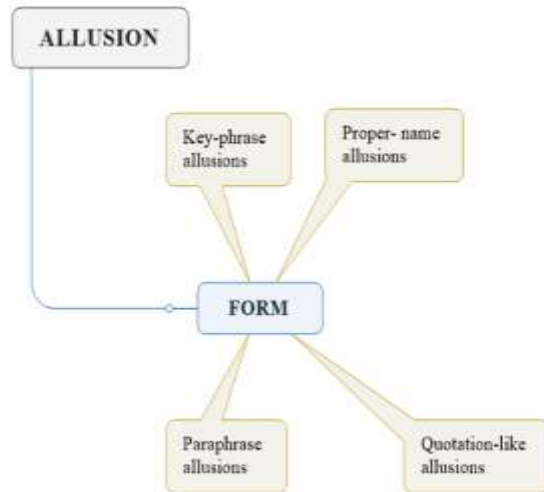 ALLUSION
Key-phrase
allusions
Proper- name
allusions
FORM
Paraphrase
allusions
Quotation-like
allusions